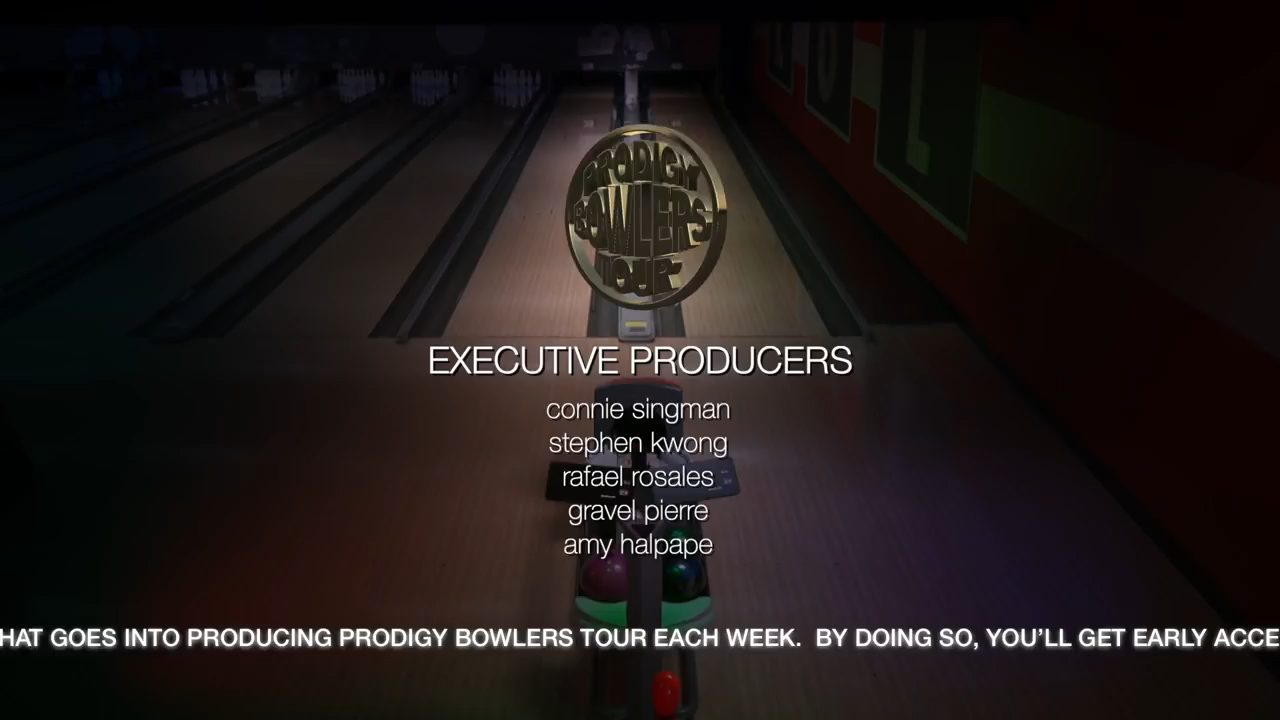 PRODIGY
BOWLERS
TOUR
EXECUTIVE PRODUCERS
connie singman
stephen kwong
rafael rosales
gravel pierre
amy halpape
HAT GOES INTO PRODUCING PRODIGY BOWLERS TOUR EACH WEEK. BY DOING SO, YOU'LL GET EARLY ACCE